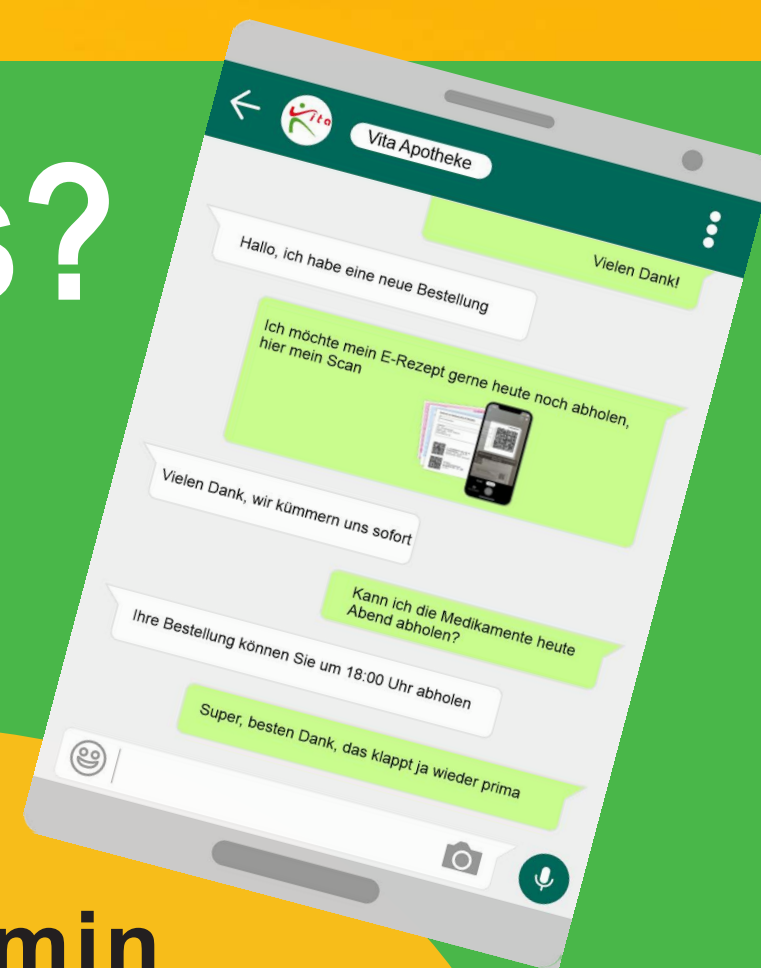 s?
Vita
Vita Apotheke
Vielen Dank!
Hallo, ich habe eine neue Bestellung
Ich möchte mein E-Rezept gerne heute noch abholen,
hier mein Scan
Vielen Dank, wir kümmern uns sofort
Kann ich die Medikamente heute
Abend abholen?
Ihre Bestellung können Sie um 18:00 Uhr abholen
Super, besten Dank, das klappt ja wieder prima
min